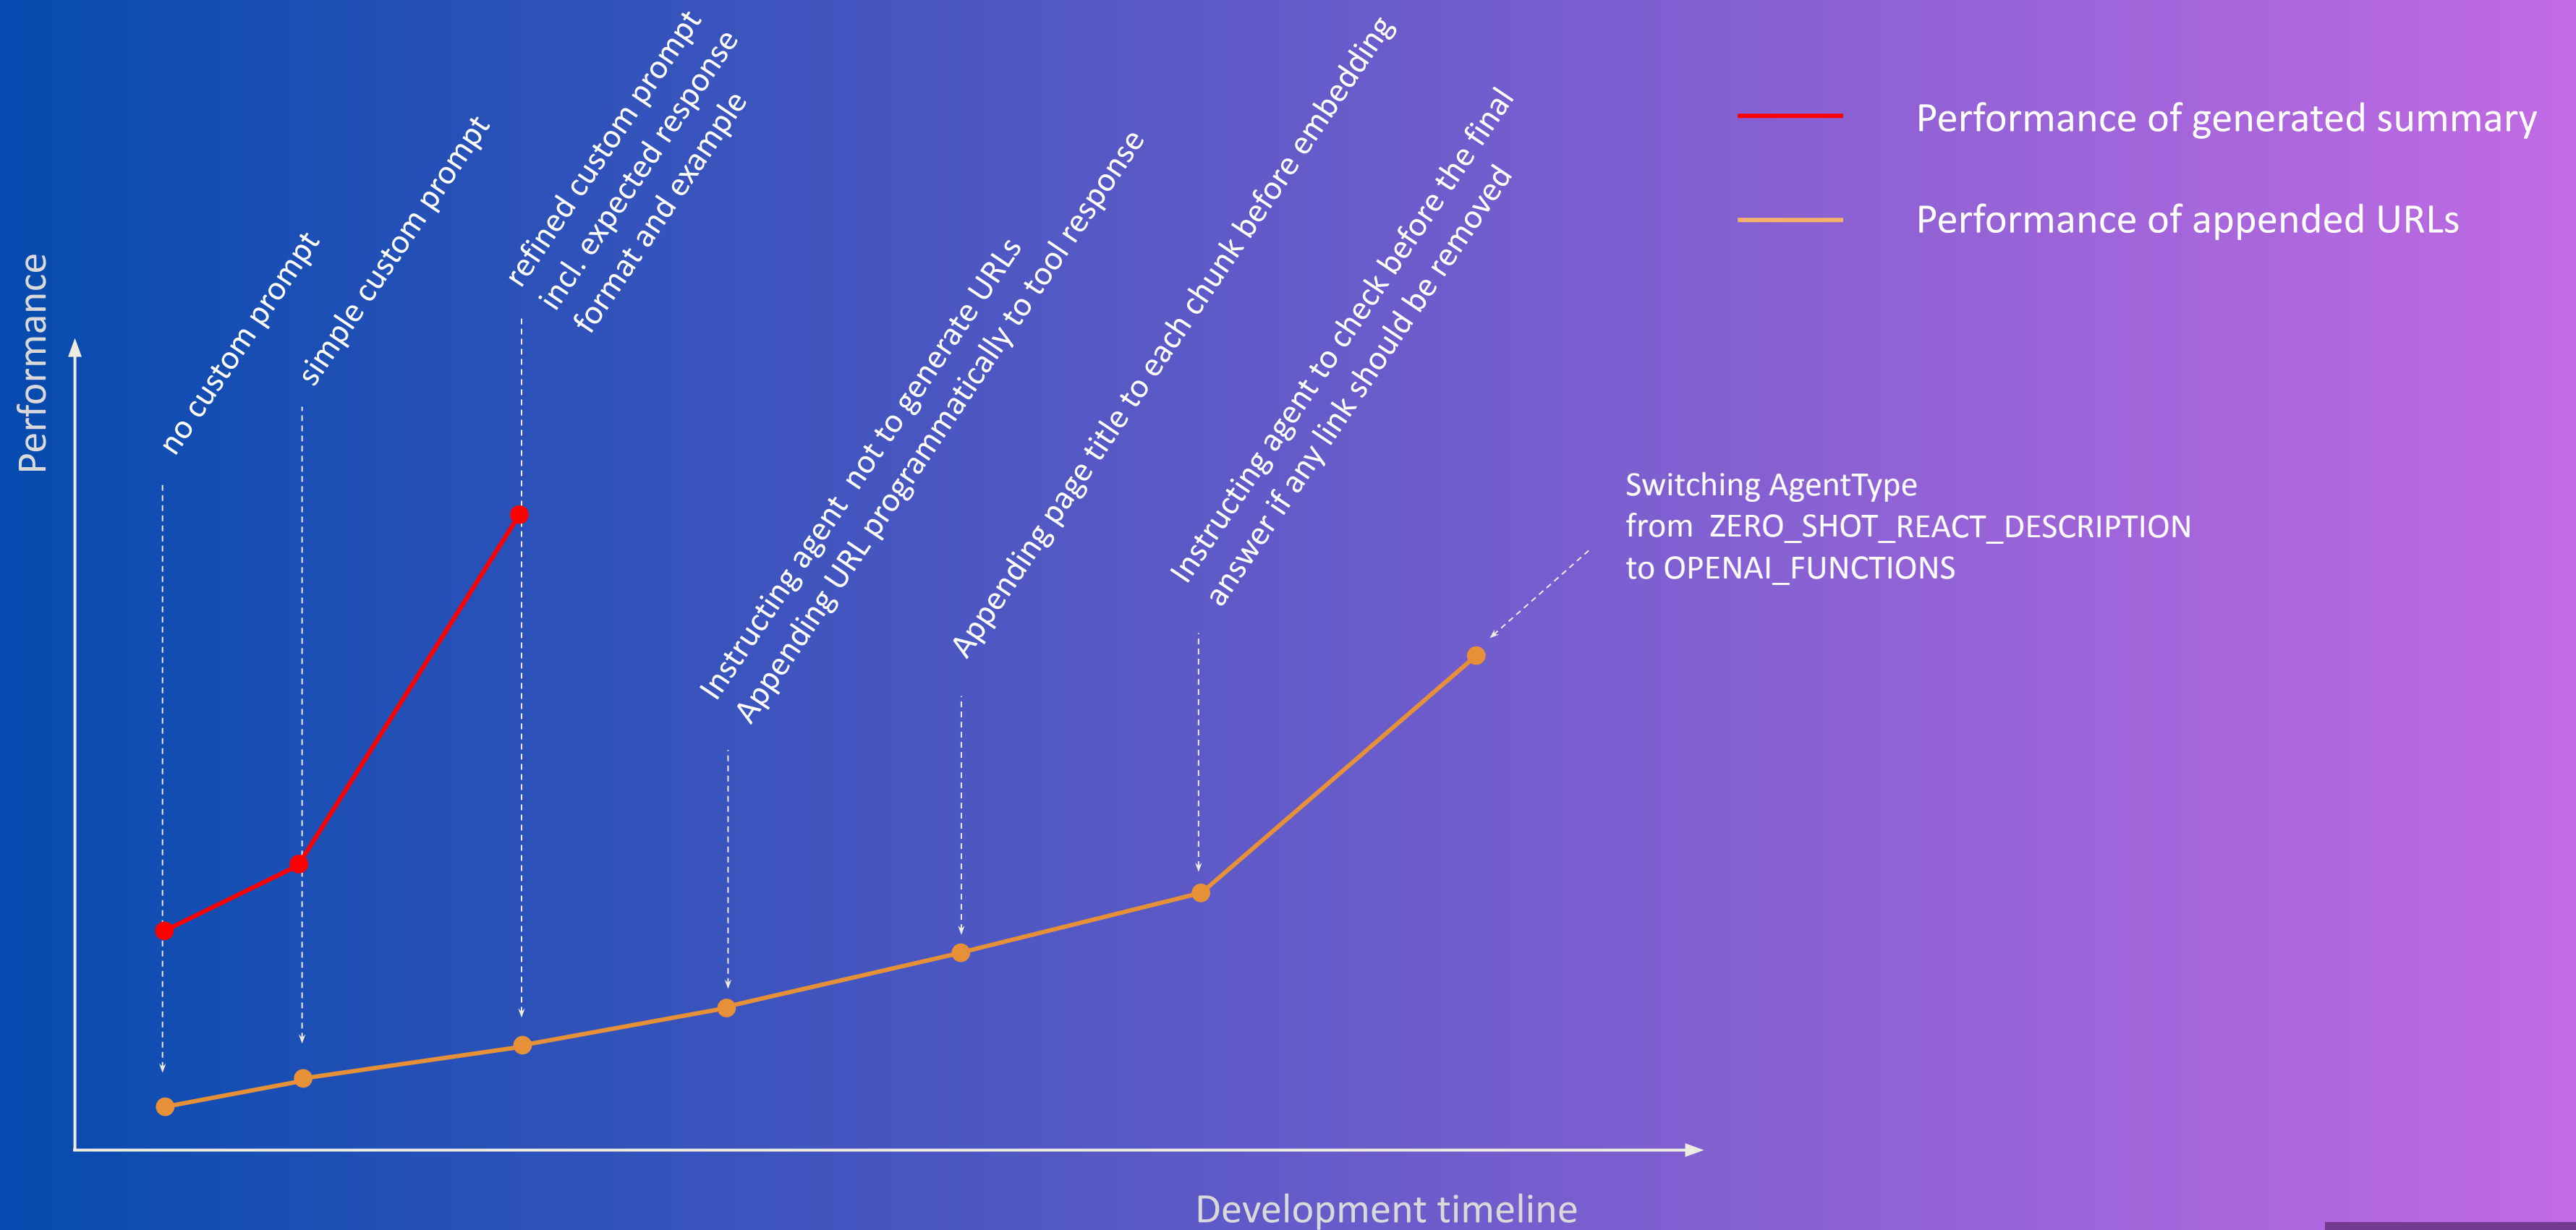 Performance
no custom prompt
simple custom prompt
refined custom prompt
incl. expected response
format and example
Instructing agent  not to generate URLs
Appending URL programmatically to tool response
Appending page title to each chunk before embedding
Instructing agent to check before the final
answer if any link should be removed
Switching AgentType
from  ZERO_SHOT_REACT_DESCRIPTION
to OPENAI_FUNCTIONS
Performance of generated summary
Performance of appended URLs
Development timeline